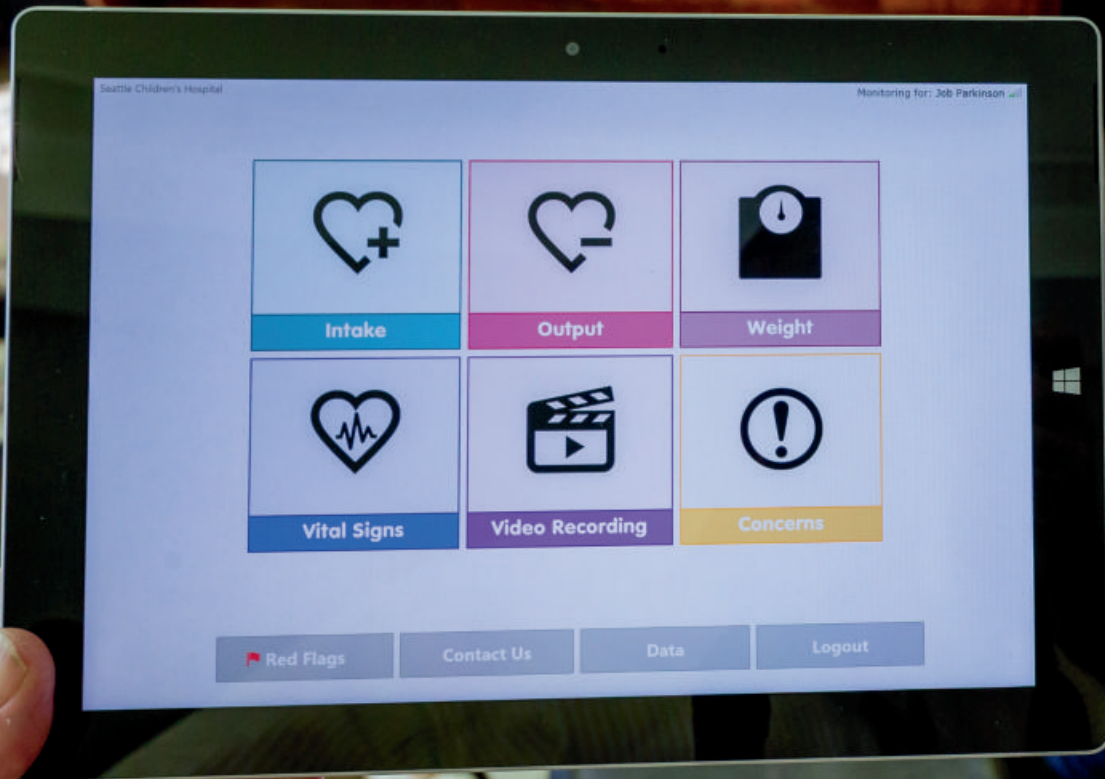 Seattle Children's Hospital
Monitoring for: Job Parkinson
Intake
Output
Weight
Vital Signs
Video Recording
Concerns
Red Flags
Contact Us
Data
Logout